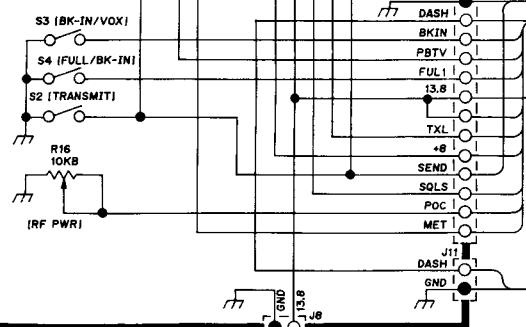 DASH
S3 [BK-IN/VOX]
BKIN
PBTV
S4 [FULL/BK-IN]
FUL1
S2 [TRANSMIT]
13.8
TXL
+8
R16
10KB
SEND
SQLS
POC
[RF PWR]
MET
J11
DASH
GND
GND
13.8
J8